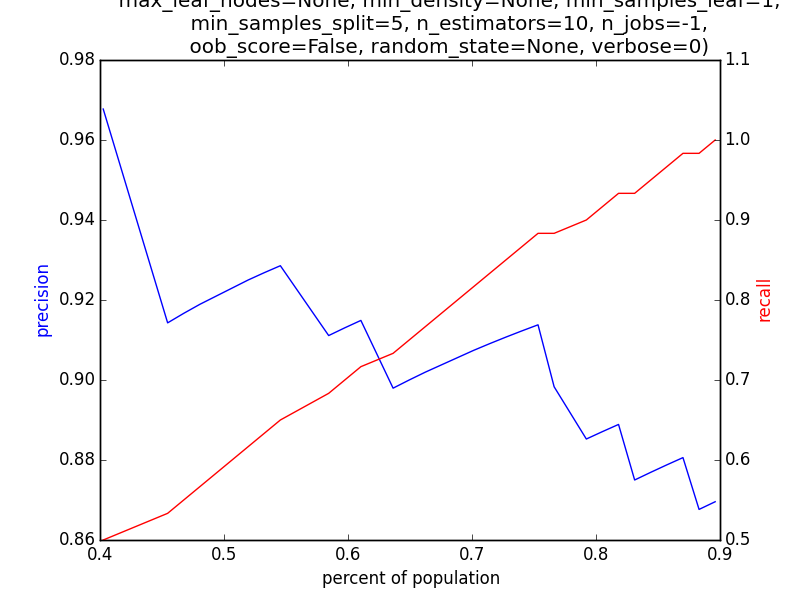 max_leaf_nodes=None, min_density=None, min_samples_leaf=1,
min_samples_split=5, n_estimators=10, n_jobs=-1,
oob_score=False, random_state=None, verbose=0)
0.98
0.96
0.94
0.92
0.90
0.88
0.86
precision
1.1
1.0
0.9
0.8
0.7
0.6
0.5
recall
0.4 0.5 0.6 0.7 0.8 0.9
percent of population